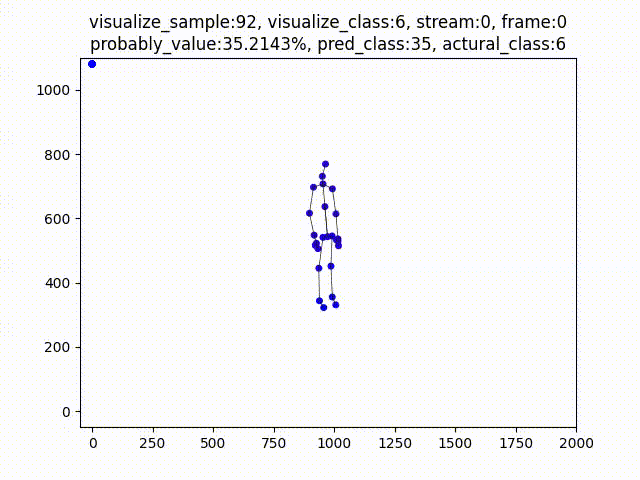 visualize_sample:92, visualize_class:6, stream:0, frame:0
probably_value:35.2143%, pred_class:35, actural_class:6
1000
800
600
400
200
0
0 250 500 750 1000 1250 1500 1750 2000